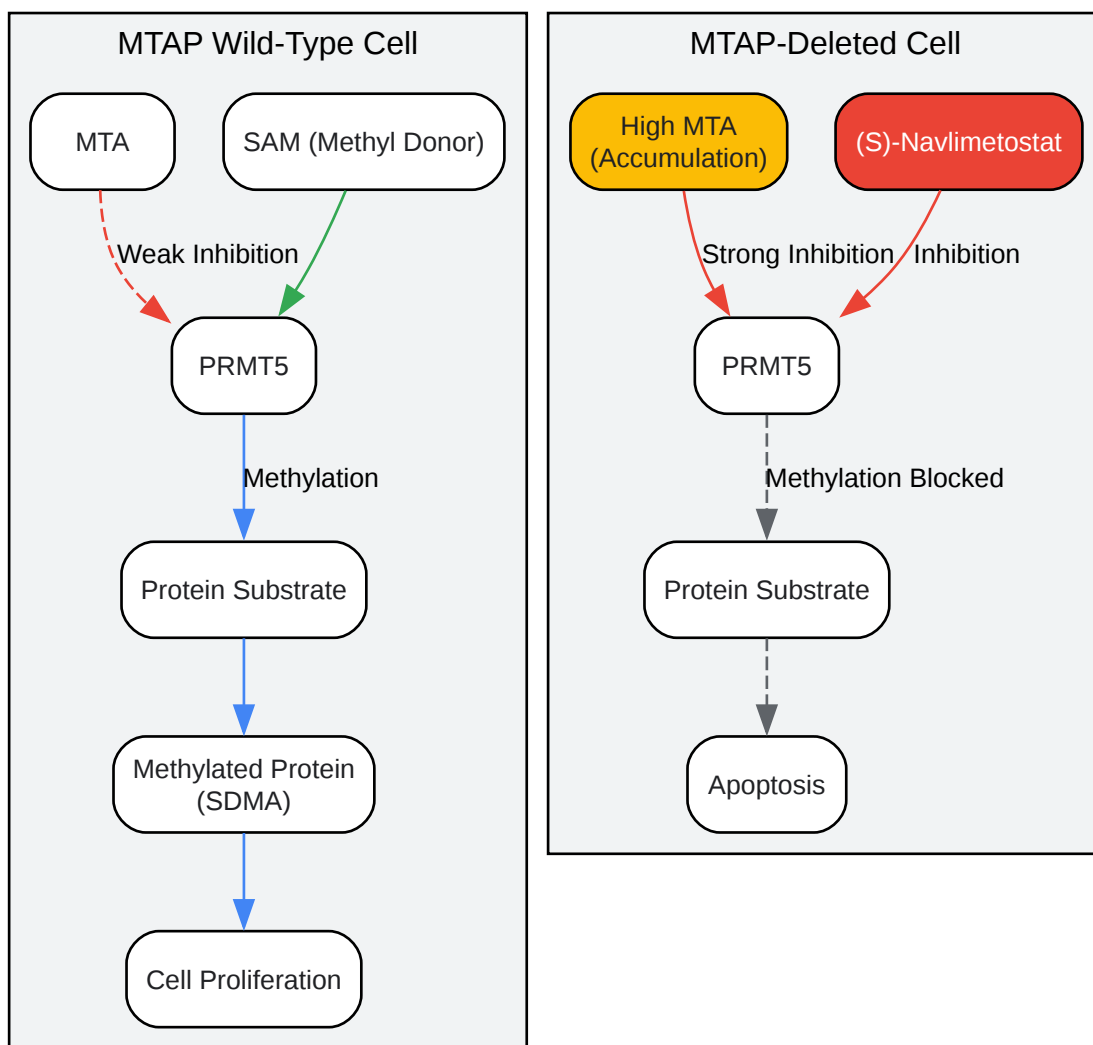 MTAP Wild-Type Cell
MTA
SAM (Methyl Donor)
Weak Inhibition
PRMT5
Methylation
Protein Substrate
Methylated Protein
(SDMA)
Cell Proliferation
MTAP-Deleted Cell
High MTA
(Accumulation)
(S)-Navlimetostat
Strong Inhibition
Inhibition
PRMT5
Methylation Blocked
Protein Substrate
Apoptosis